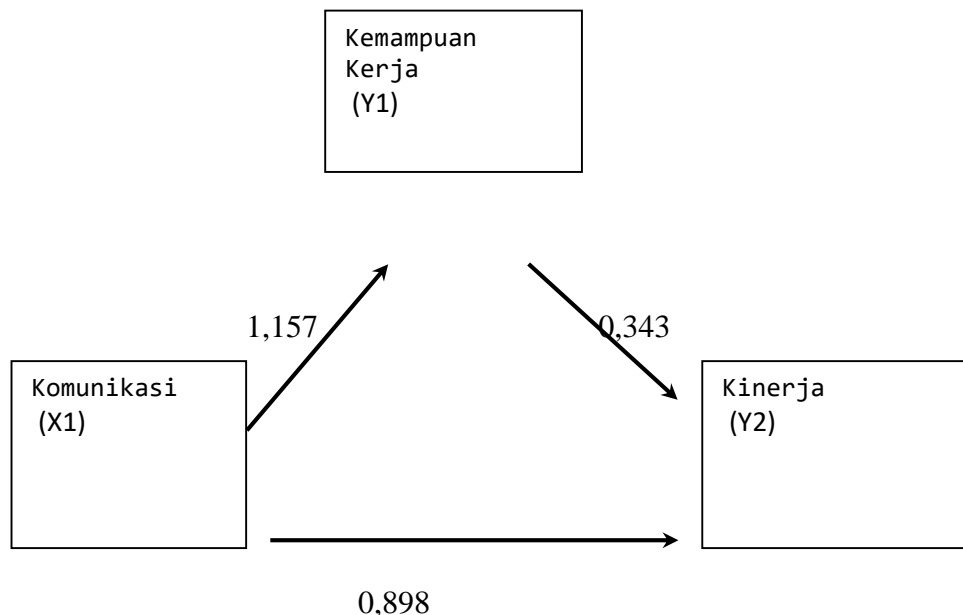 Kemampuan
Kerja
(Y1)
1,157
0,343
Komunikasi
(X1)
Kinerja
(Y2)
0,898